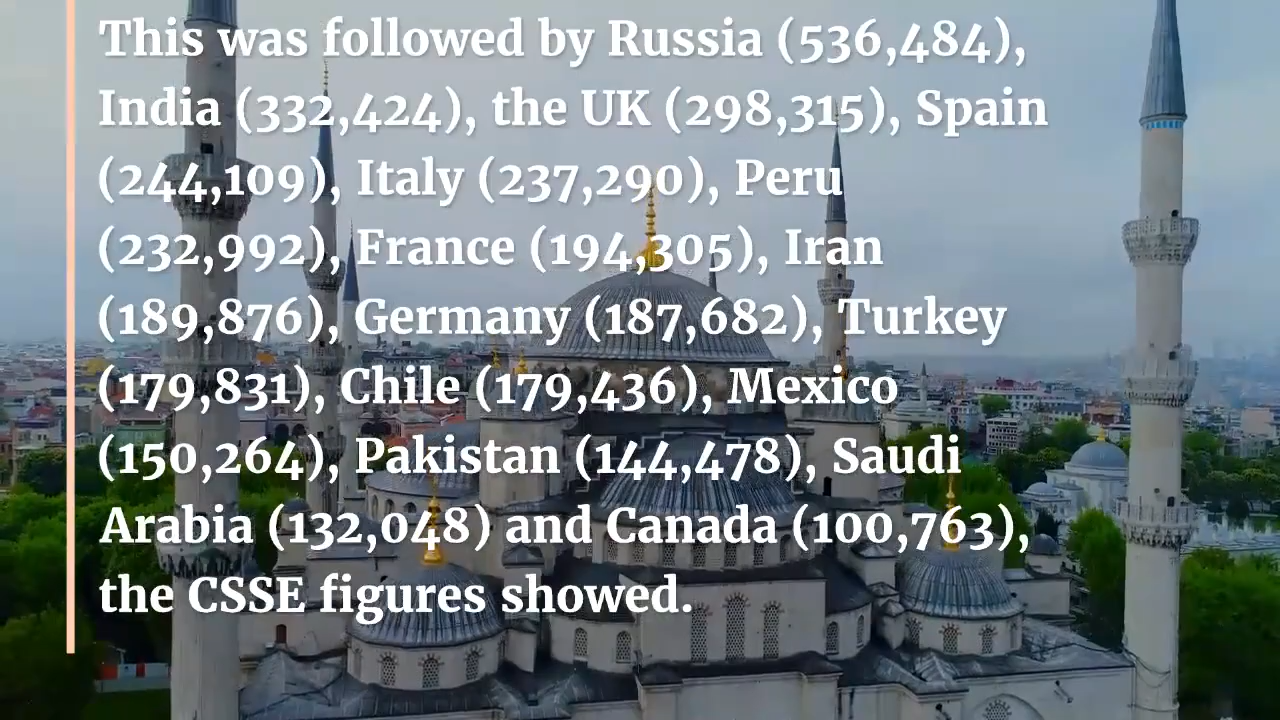 This was followed by Russia (536,484),
India (332,424), the UK (298,315), Spain
(244,109), Italy (237,290), Peru
(232,992), France (194,305), Iran
(189,876), Germany (187,682), Turkey
(179,831), Chile (179,436), Mexico
(150,264), Pakistan (144,478), Saudi
Arabia (132,048) and Canada (100,763),
the CSSE figures showed.